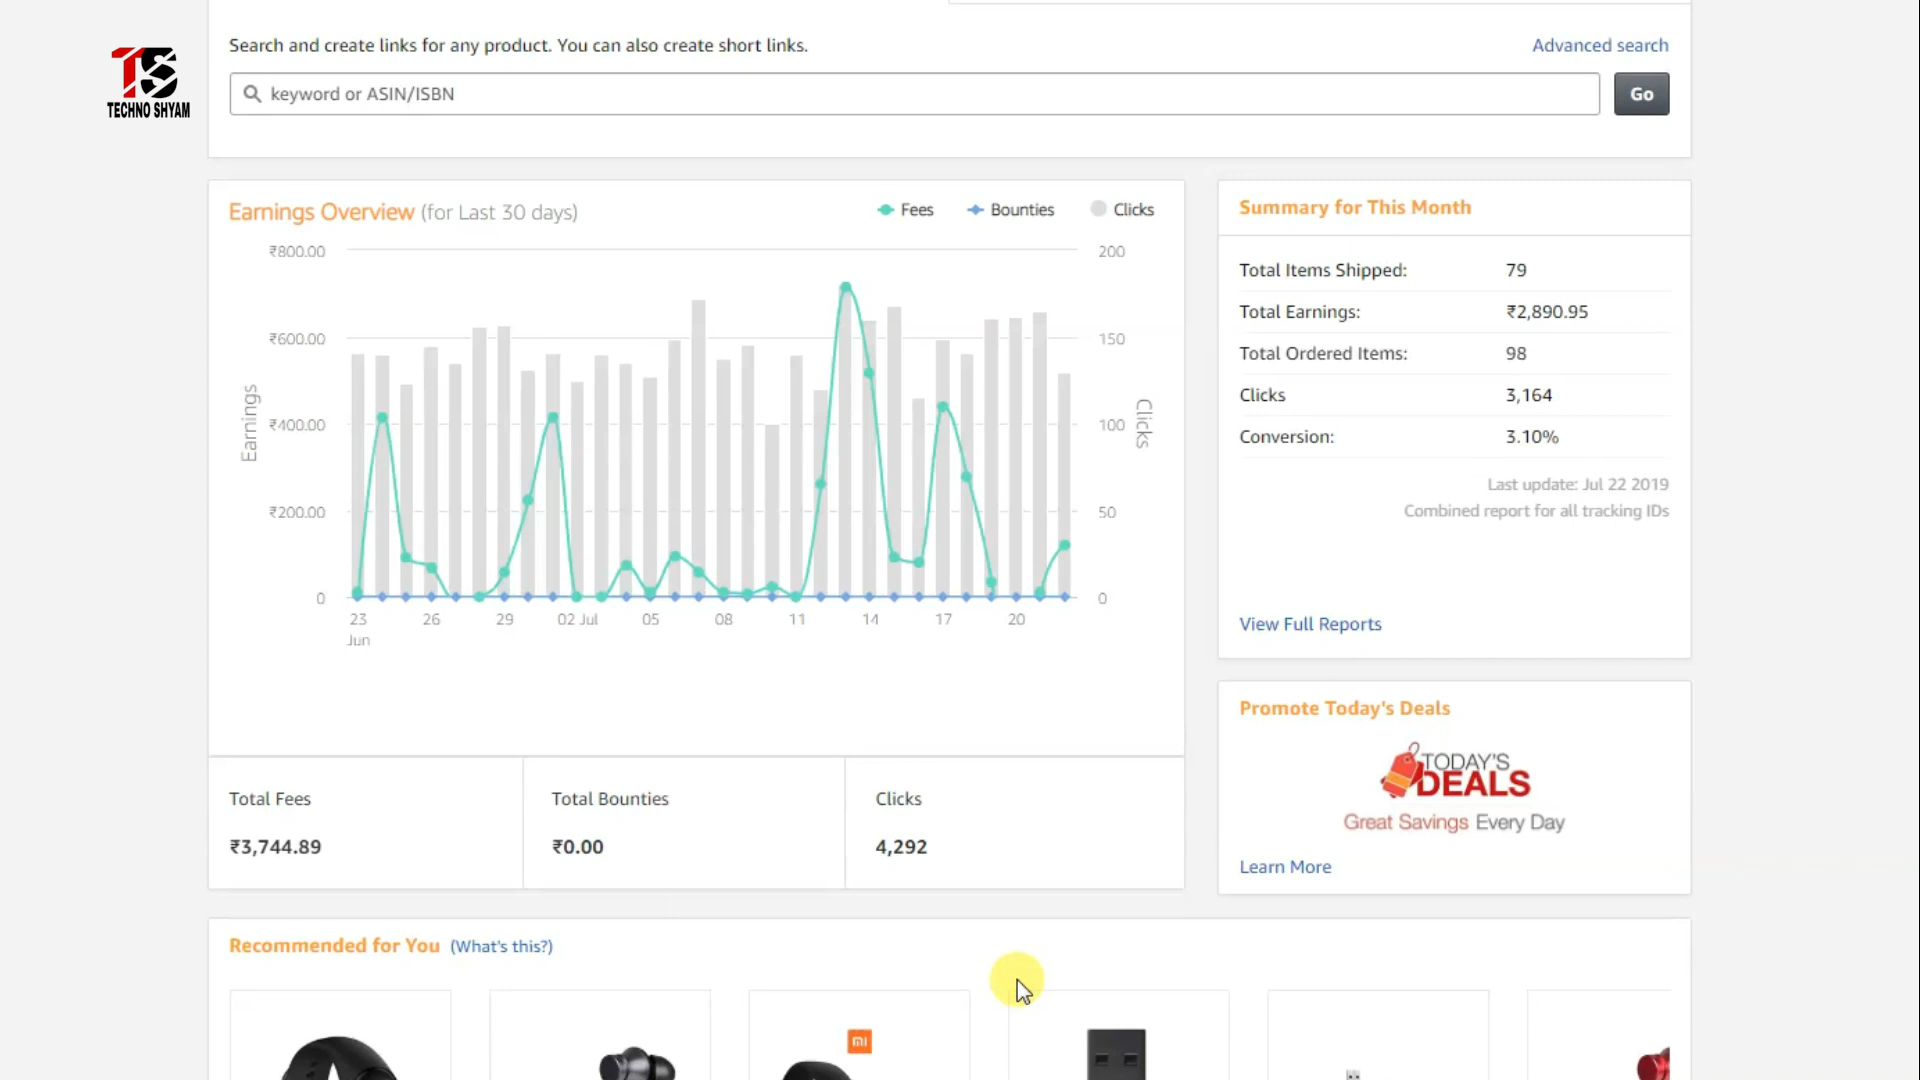 Search and create links for any product. You can also create short links.
Advanced search
TS
TECHNO SHYAM
keyword or ASIN/ISBN
Go
Earnings Overview (for Last 30 days)
Fees
Bounties
Clicks
₹800.00
₹600.00
₹400.00
₹200.00
0
Earnings
200
150
100
50
0
Clicks
23 26 29 02 Jul 05 08 11 14 17 20
Jun
Total Fees
₹3,744.89
Total Bounties
₹0.00
Clicks
4,292
Summary for This Month
Total Items Shipped: 79
Total Earnings: ₹2,890.95
Total Ordered Items: 98
Clicks 3,164
Conversion: 3.10%
Last update: Jul 22 2019
Combined report for all tracking IDs
View Full Reports
Promote Today's Deals
TODAY'S
DEALS
Great Savings Every Day
Learn More
Recommended for You (What's this?)
mi